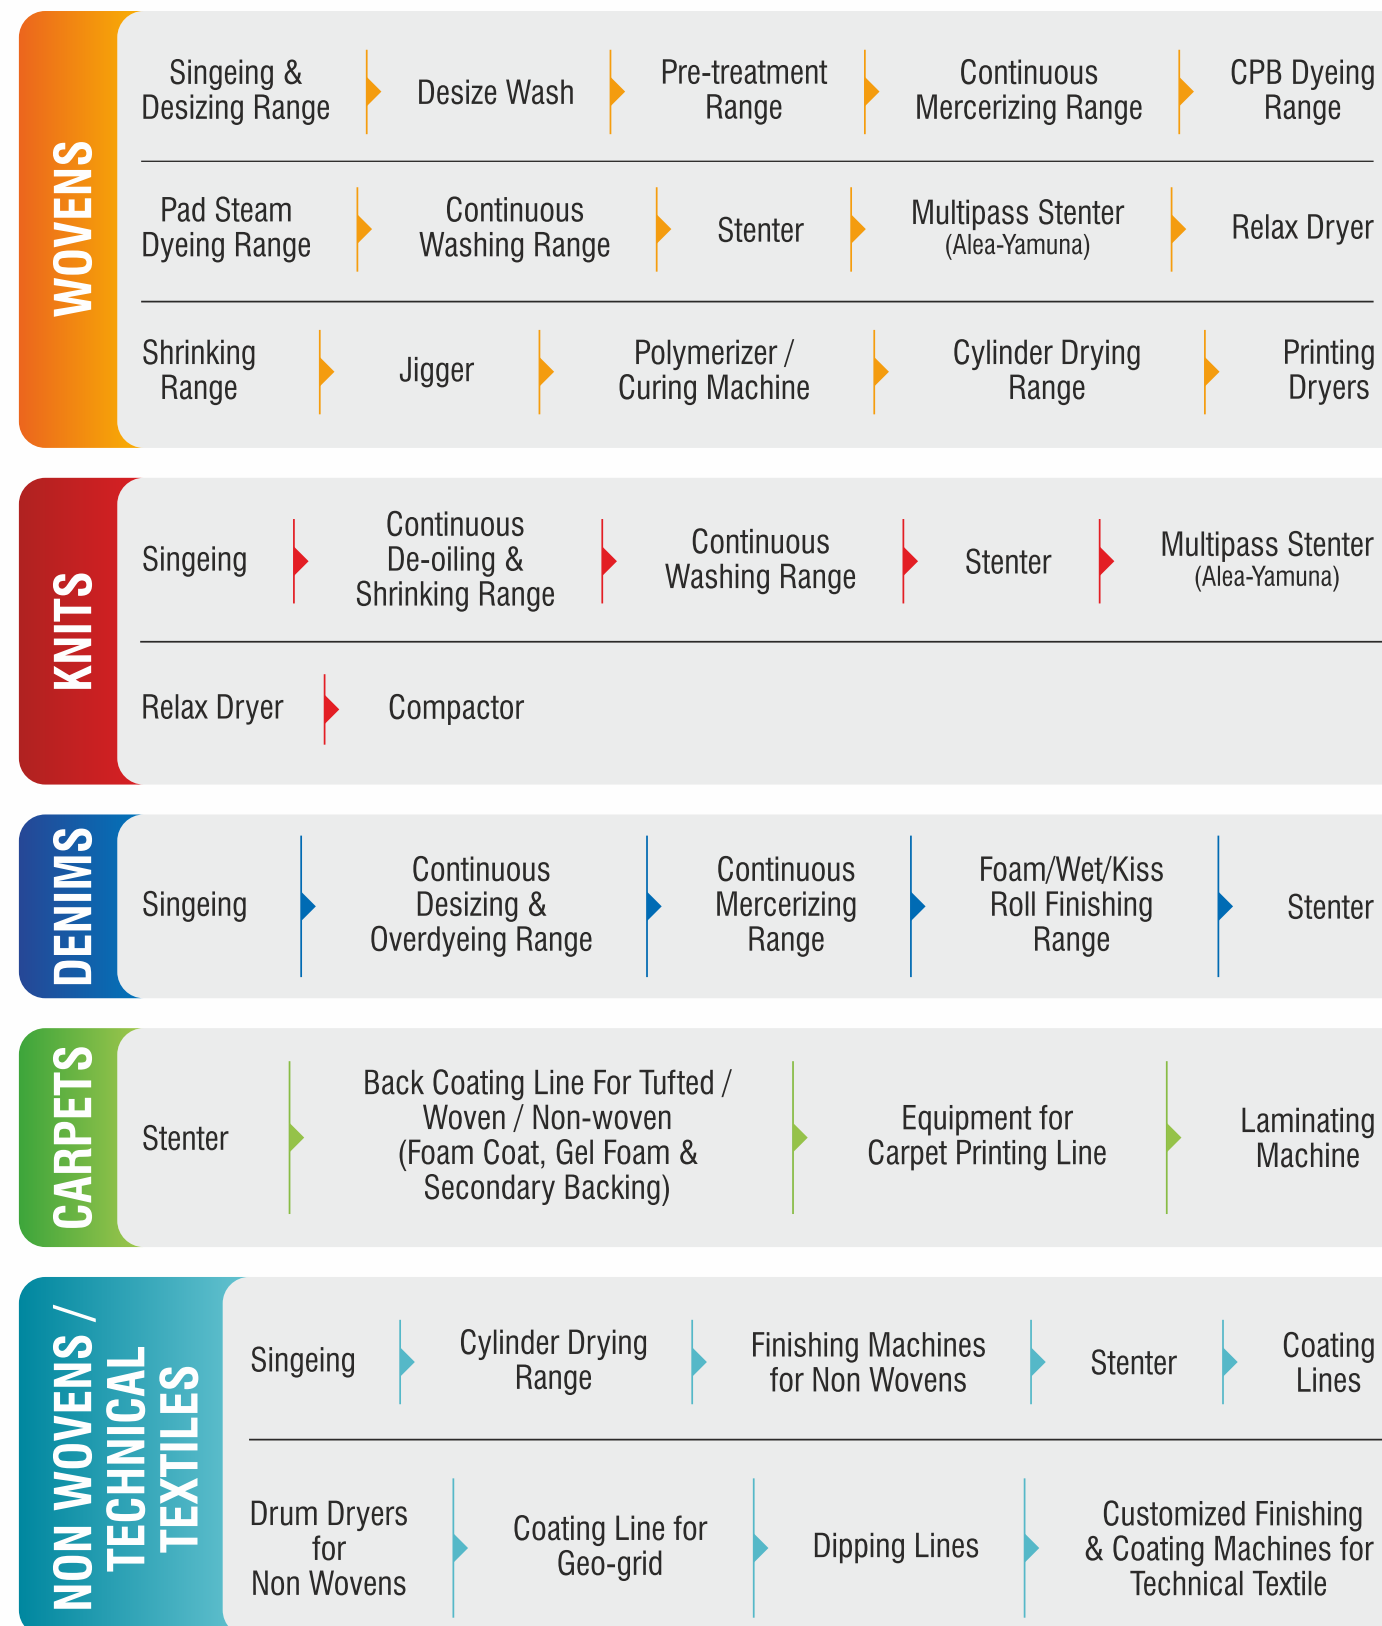 WOVENS
Singeing &
Desizing Range
Desize Wash
Pre-treatment
Range
Continuous
Mercerizing Range
CPB Dyeing
Range
Pad Steam
Dyeing Range
Continuous
Washing Range
Stenter
Multipass Stenter
(Alea-Yamuna)
Relax Dryer
Shrinking
Range
Jigger
Polymerizer /
Curing Machine
Cylinder Drying
Range
Printing
Dryers
KNITS
Singeing
Continuous
De-oiling &
Shrinking Range
Continuous
Washing Range
Stenter
Multipass Stenter
(Alea-Yamuna)
Relax Dryer
Compactor
DENIMS
Singeing
Continuous
Desizing &
Overdyeing Range
Continuous
Mercerizing
Range
Foam/Wet/Kiss
Roll Finishing
Range
Stenter
CARPETS
Stenter
Back Coating Line For Tufted /
Woven / Non-woven
(Foam Coat, Gel Foam &
Secondary Backing)
Equipment for
Carpet Printing Line
Laminating
Machine
NON WOVENS /
TECHNICAL
TEXTILES
Singeing
Cylinder Drying
Range
Finishing Machines
for Non Wovens
Stenter
Coating
Lines
Drum Dryers
for
Non Wovens
Coating Line for
Geo-grid
Dipping Lines
Customized Finishing
& Coating Machines for
Technical Textile